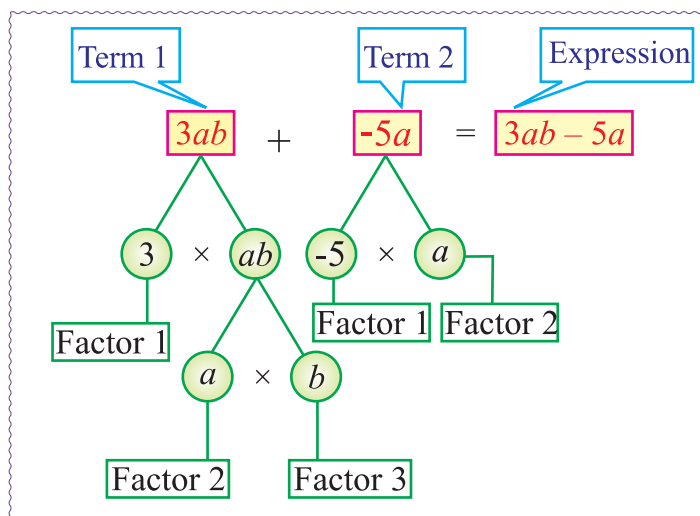 Term 1 Term 2 Expression
3ab + -5a = 3ab – 5a
3 × ab -5 × a
Factor 1 Factor 2
Factor 1
a × b
Factor 2 Factor 3